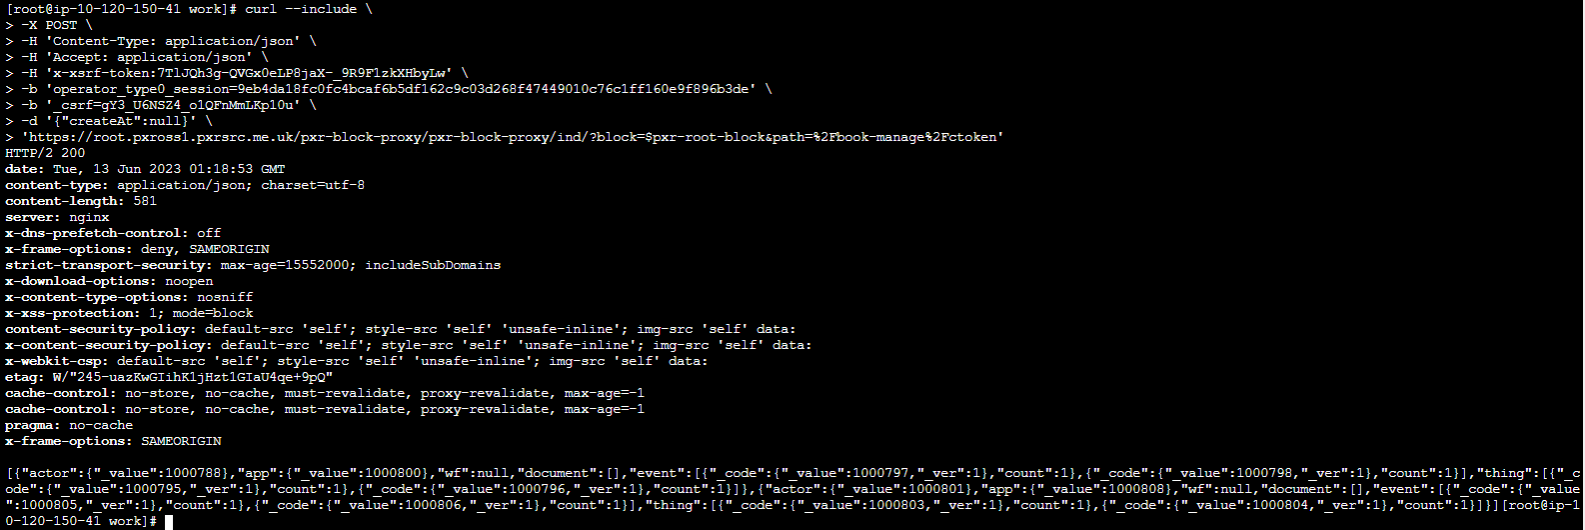 [root@ip-10-120-150-41 work]# curl --include \
> -X POST \
> -H 'Content-Type: application/json' \
> -H 'Accept: application/json' \
> -H 'x-xsrf-token:7TlJQh3g-QVGx0eLP8jaX-_9R9F1zkXHbyLw' \
> -b 'operator_type0_session=9eb4da18fc0fc4bcaf6b5df162c9c03d268f47449010c76c1ff160e9f896b3de' \
> -b '_csrf=gY3_U6NSZ4_o1QFnMmLKp10u' \
> -d '{"createAt":null}' \
> 'https://root.pxross1.pxrsrc.me.uk/pxr-block-proxy/pxr-block-proxy/ind/?block=$pxr-root-block&path=%2Fbook-manage%2Fctoken'
HTTP/2 200
date: Tue, 13 Jun 2023 01:18:53 GMT
content-type: application/json; charset=utf-8
content-length: 581
server: nginx
x-dns-prefetch-control: off
x-frame-options: deny, SAMEORIGIN
strict-transport-security: max-age=15552000; includeSubDomains
x-download-options: noopen
x-content-type-options: nosniff
x-xss-protection: 1; mode=block
content-security-policy: default-src 'self'; style-src 'self' 'unsafe-inline'; img-src 'self' data:
x-content-security-policy: default-src 'self'; style-src 'self' 'unsafe-inline'; img-src 'self' data:
x-webkit-csp: default-src 'self'; style-src 'self' 'unsafe-inline'; img-src 'self' data:
etag: W/"245-uazKwGIihK1jHzt1GIaU4qe+9pQ"
cache-control: no-store, no-cache, must-revalidate, proxy-revalidate, max-age=-1
cache-control: no-store, no-cache, must-revalidate, proxy-revalidate, max-age=-1
pragma: no-cache
x-frame-options: SAMEORIGIN
[{"actor":{"_value":1000788},"app":{"_value":1000800},"wf":null,"document":[],"event":[{"_code":{"_value":1000797,"_ver":1},"count":1},{"_code":{"_value":1000798,"_ver":1},"count":1}],"thing":[{"_c
ode":{"_value":1000795,"_ver":1},"count":1},{"_code":{"_value":1000796,"_ver":1},"count":1}]},{"actor":{"_value":1000801},"app":{"_value":1000808},"wf":null,"document":[],"event":[{"_code":{"_value
":1000805,"_ver":1},"count":1},{"_code":{"_value":1000806,"_ver":1},"count":1}],"thing":[{"_code":{"_value":1000803,"_ver":1},"count":1},{"_code":{"_value":1000804,"_ver":1},"count":1}]}][root@ip-1
0-120-150-41 work]#